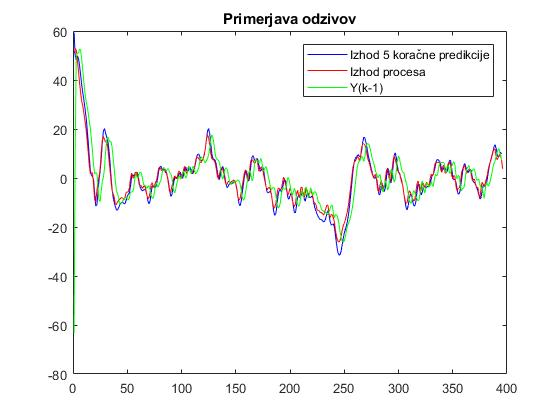 Primerjava odzivov
60
40
20
0
-20
-40
-60
-80
Izhod 5 koračne predikcije
Izhod procesa
Y(k-1)
0 50 100 150 200 250 300 350 400